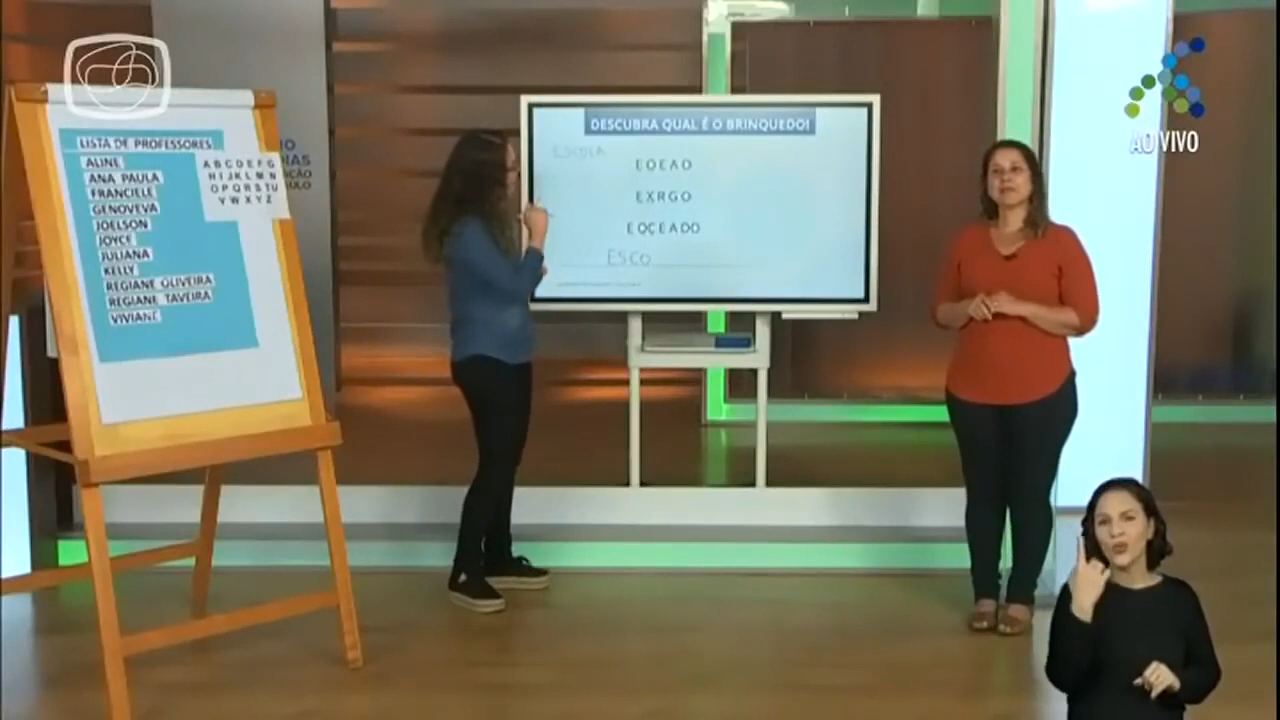 LISTA DE PROFESSORES
ALINE
ANA PAULA
FRANCIELE
GENOVEVA
JOELSON
JOYCE
JULIANA
KELLY
REGIANE OLIVEIRA
REGIANE TAVEIRA
VIVIANE
A B C D E F G
H I J K L M N
O P Q R S T U
V W X Y Z
DESCUBRA QUAL É O BRINQUEDO!
ESCOLA
EOEAO
EXRGO
EOÇEADO
ESCO
AO VIVO